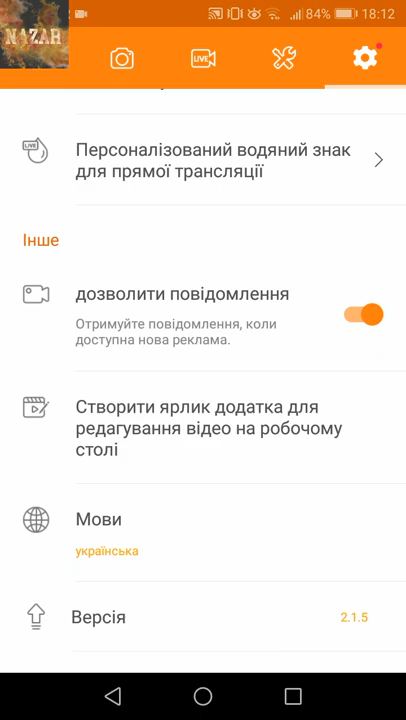 NAZAR
84% 18:12
LIVE
LIVE
Персоналізований водяний знак
для прямої трансляції
Інше
дозволити повідомлення
Отримуйте повідомлення, коли
доступна нова реклама.
Створити ярлик додатка для
редагування відео на робочому
столі
Мови
українська
Версія 2.1.5